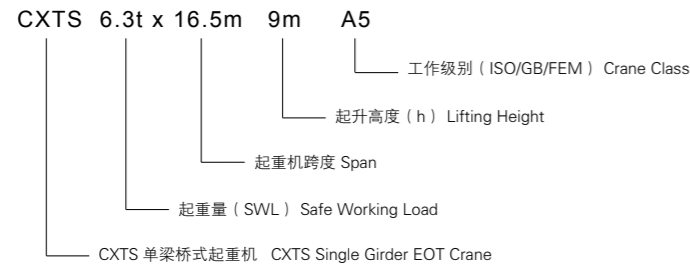 CXTS 6.3t x 16.5m 9m A5
工作级别（ISO/GB/FEM） Crane Class
起升高度（h） Lifting Height
起重机跨度 Span
起重量（SWL） Safe Working Load
CXTS 单梁桥式起重机 CXTS Single Girder EOT Crane